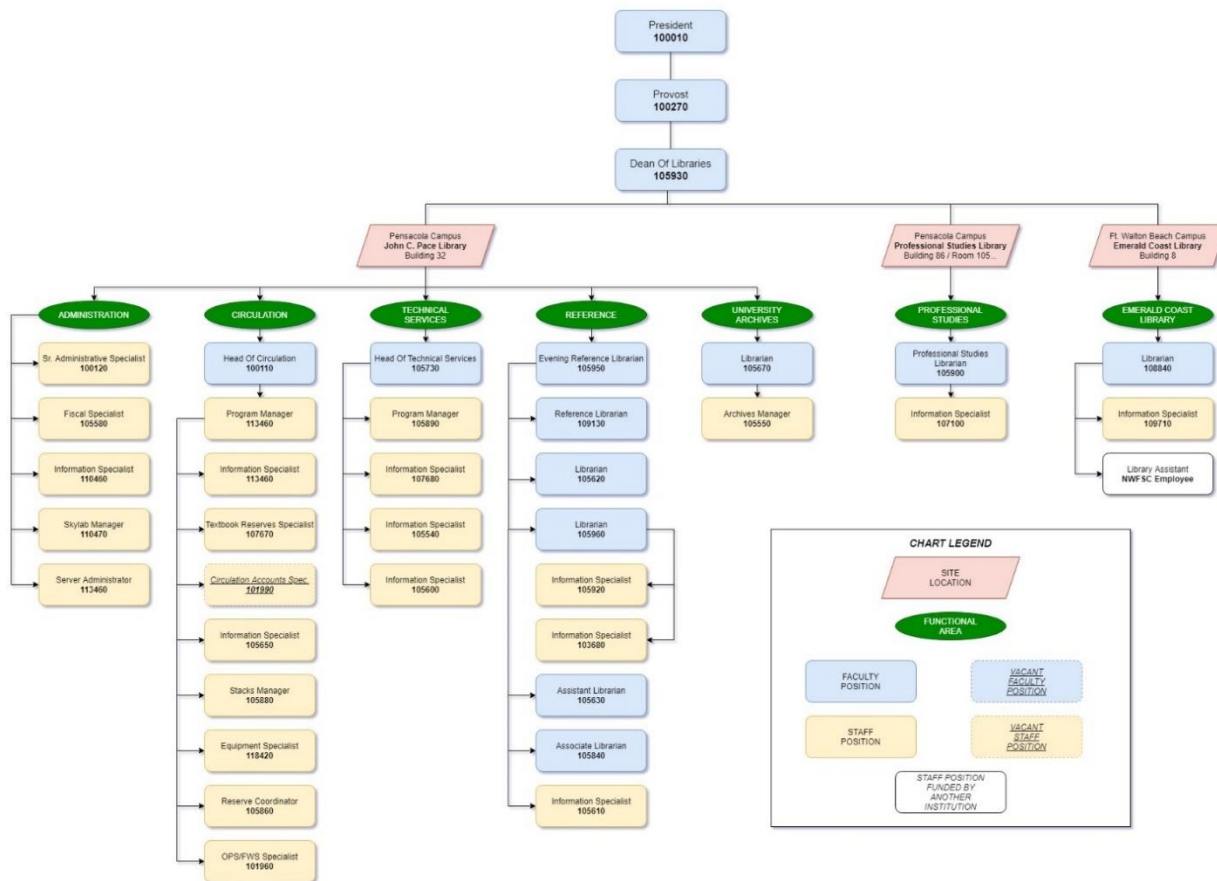 President
100010
Provost
100270
Dean Of Libraries
105930
Pensacola Campus
John C. Pace Library
Building 32
Pensacola Campus
Professional Studies Library
Building 86 / Room 105...
Ft. Walton Beach Campus
Emerald Coast Library
Building 8
ADMINISTRATION
Sr. Administrative Specialist
100120
Fiscal Specialist
105580
Information Specialist
110460
Skylab Manager
110470
Server Administrator
113460
CIRCULATION
Head Of Circulation
100110
Program Manager
113460
Information Specialist
113460
Textbook Reserves Specialist
107670
Circulation Accounts Spec.
101990
Information Specialist
105650
Stacks Manager
105880
Equipment Specialist
118420
Reserve Coordinator
105860
OPS/FWS Specialist
101960
TECHNICAL
SERVICES
Head Of Technical Services
105730
Program Manager
105890
Information Specialist
107680
Information Specialist
105540
Information Specialist
105600
REFERENCE
Evening Reference Librarian
105950
Reference Librarian
109130
Librarian
105620
Librarian
105960
Information Specialist
105920
Information Specialist
103680
Assistant Librarian
105630
Associate Librarian
105840
Information Specialist
105610
UNIVERSITY
ARCHIVES
Librarian
105670
Archives Manager
105550
PROFESSIONAL
STUDIES
Professional Studies
Librarian
105900
Information Specialist
107100
EMERALD COAST
LIBRARY
Librarian
108840
Information Specialist
109710
Library Assistant
NWFSC Employee
CHART LEGEND
SITE
LOCATION
FUNCTIONAL
AREA
FACULTY
POSITION
VACANT
FACULTY
POSITION
STAFF
POSITION
VACANT
STAFF
POSITION
STAFF POSITION
FUNDED BY
ANOTHER
INSTITUTION